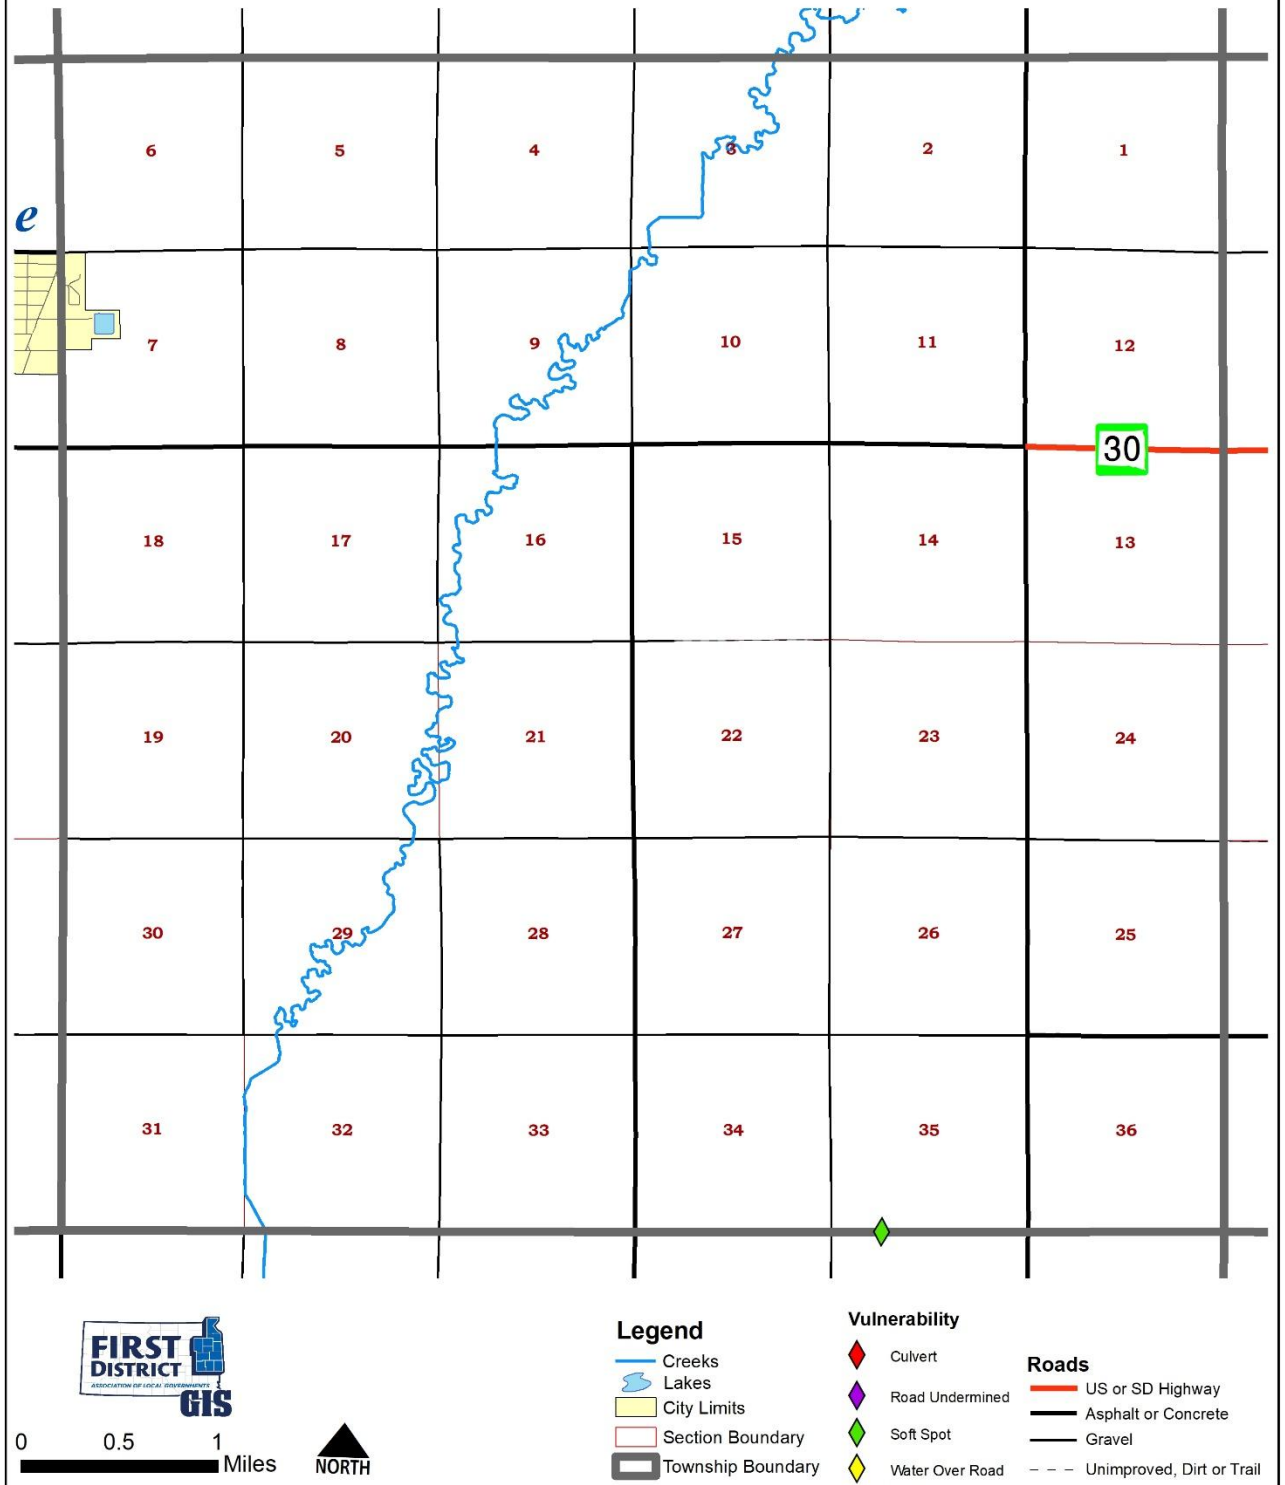 6 5 4 3 2 1
e
7 8 9 10 11 12
30
18 17 16 15 14 13
19 20 21 22 23 24
30 29 28 27 26 25
31 32 33 34 35 36
FIRST
DISTRICT
ASSOCIATION OF LOCAL GOVERNMENTS
GIS
0 0.5 1
Miles
NORTH
Legend
Creeks
Lakes
City Limits
Section Boundary
Township Boundary
Vulnerability
Culvert
Road Undermined
Soft Spot
Water Over Road
Roads
US or SD Highway
Asphalt or Concrete
Gravel
Unimproved, Dirt or Trail